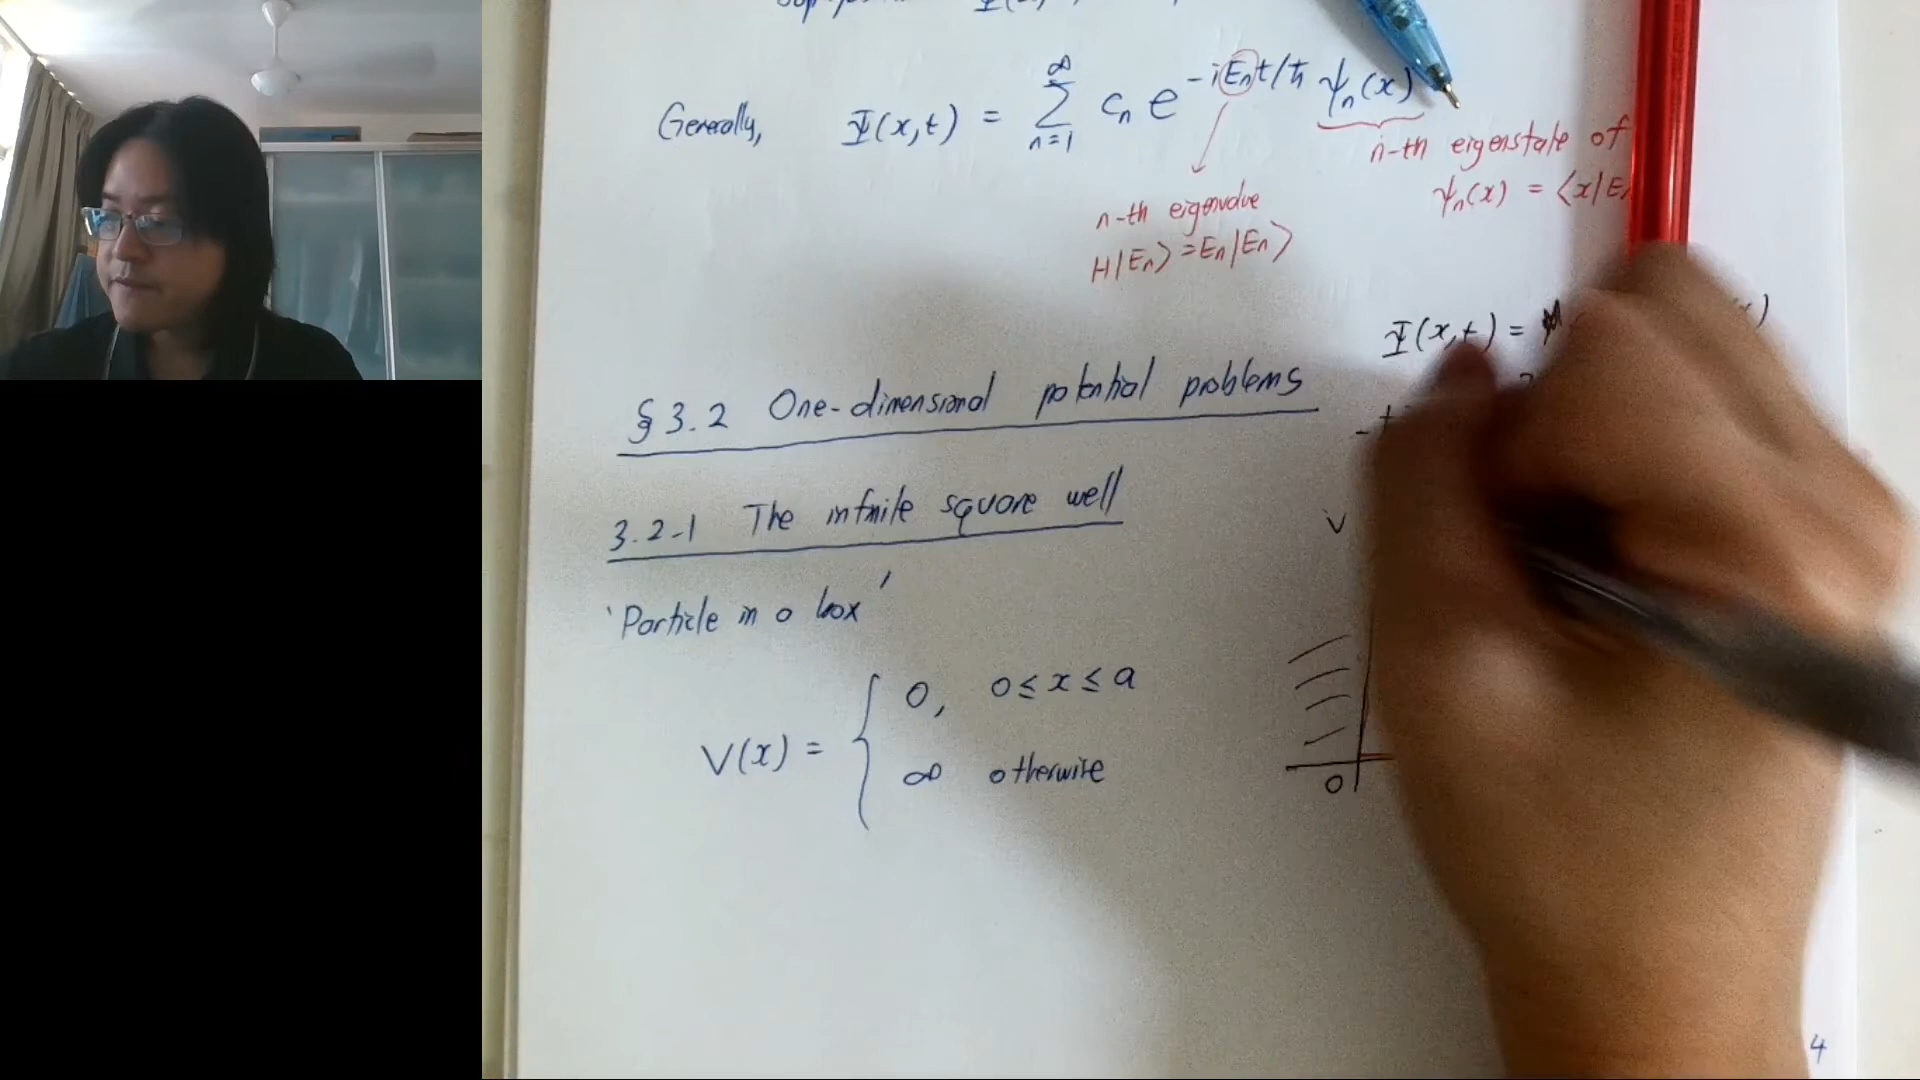 Generally, Ψ(x,t) = ∑_{n=1}^{∞} c_n e^{-iE_n t/ħ} ψ_n(x)
n-th eigenstate of
ψ_n(x) = ⟨x|E
n-th eigenvalue
H|E_n⟩ = E_n|E_n⟩
Ψ(x,t) =
§3.2 One-dimensional potential problems
3.2.1 The infinite square well
V
'Particle in a box'
V(x) = { 0, 0 ≤ x ≤ a
∞ otherwise
0
4